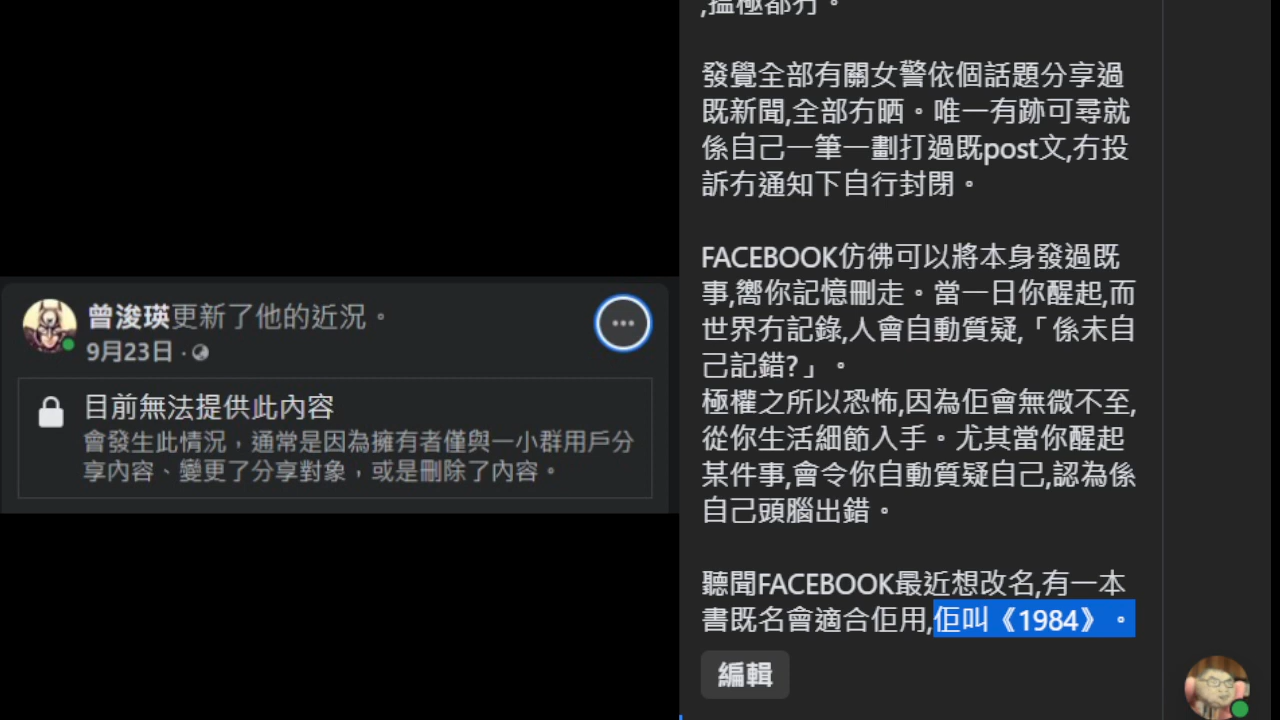 曾浚瑛更新了他的近況。
9月23日·
目前無法提供此內容
會發生此情況，通常是因為擁有者僅與一小群用戶分
享內容、變更了分享對象，或是刪除了內容。
,搵極都冇。
發覺全部有關女警依個話題分享過
既新聞,全部冇晒。唯一有跡可尋就
係自己一筆一劃打過既post文,冇投
訴冇通知下自行封閉。
FACEBOOK仿彿可以將本身發過既
事,嚮你記憶刪走。當一日你醒起,而
世界冇記錄,人會自動質疑,「係未自
己記錯?」。
極權之所以恐怖,因為佢會無微不至,
從你生活細節入手。尤其當你醒起
某件事,會令你自動質疑自己,認為係
自己頭腦出錯。
聽聞FACEBOOK最近想改名,有一本
書既名會適合佢用,佢叫《1984》。
編輯